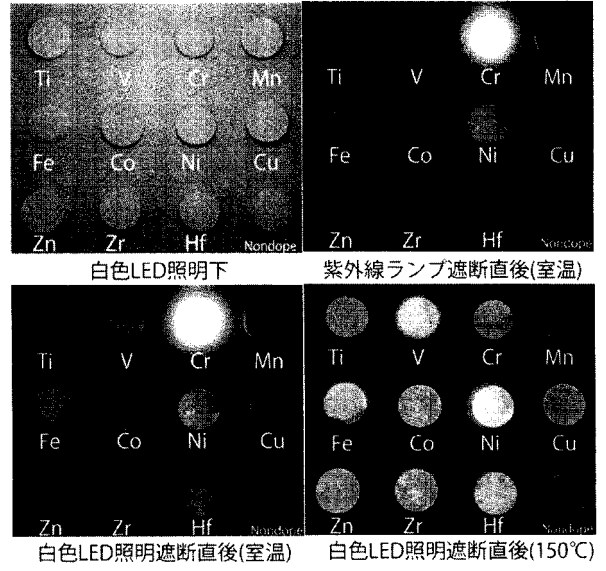 Ti V Cr Mn
Fe Co Ni Cu
Zn Zr Hf Nondope
白色LED照明下
Ti V Cr Mn
Fe Co Ni Cu
Zn Zr Hf Nondope
紫外線ランプ遮断直後(室温)
Ti V Cr Mn
Fe Co Ni Cu
Zn Zr Hf Nondope
白色LED照明遮断直後(室温)
Ti V Cr Mn
Fe Co Ni Cu
Zn Zr Hf Nondope
白色LED照明遮断直後(150℃)